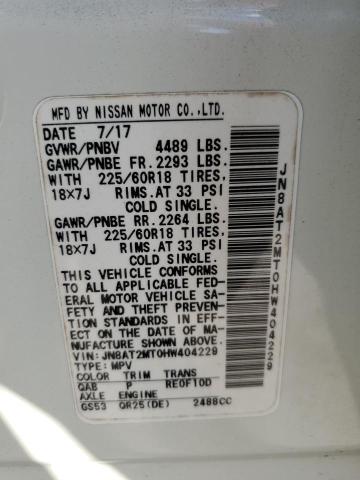 MFD BY NISSAN MOTOR CO.,LTD.
DATE 7/17
GVWR/PNBV 4489 LBS.
GAWR/PNBE FR. 2293 LBS.
WITH 225/60R18 TIRES,
18X7J RIMS.AT 33 PSI
COLD SINGLE.
GAWR/PNBE RR. 2264 LBS.
WITH 225/60R18 TIRES,
18X7J RIMS.AT 33 PSI
COLD SINGLE.
THIS VEHICLE CONFORMS
TO ALL APPLICABLE FED-
ERAL MOTOR VEHICLE SA-
FETY AND THEFT PREVENTION
STANDARDS IN EFF-
ECT ON THE DATE OF MA-
NUFACTURE SHOWN ABOVE.
VIN:JN8AT2MT0HW404229
TYPE:MPV
COLOR TRIM TRANS
QAB P RE0F10D
AXLE ENGINE
GS53 QR25(DE) 2488CC
JN8AT2MT0HW404229